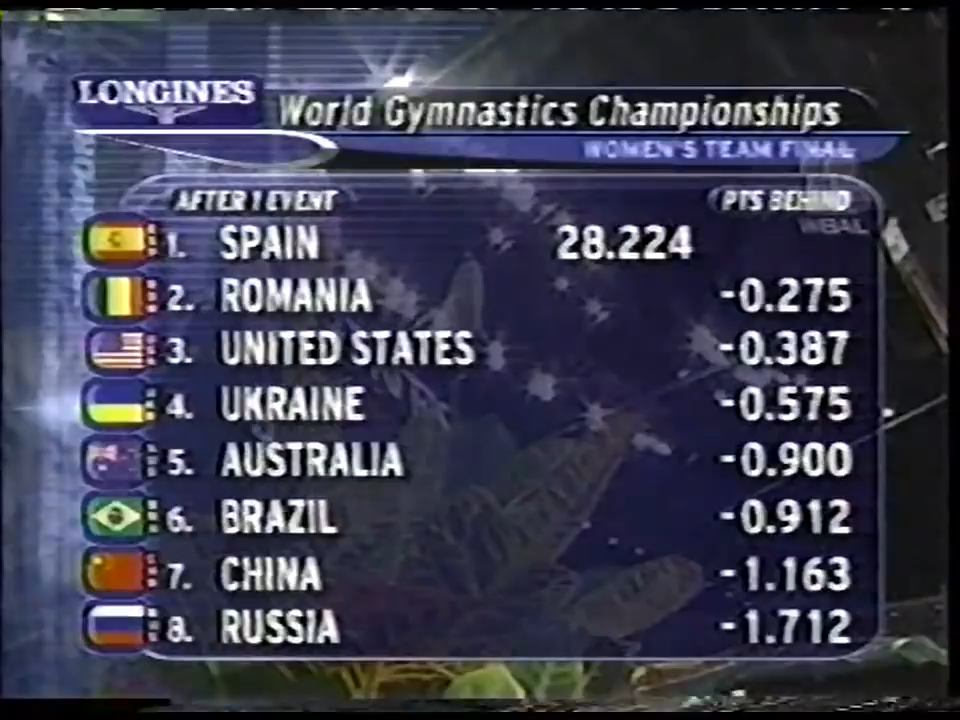 LONGINES
World Gymnastics Championships
WOMEN'S TEAM FINAL
AFTER 1 EVENT PTS BEHIND
WBAL
1. SPAIN 28.224
2. ROMANIA -0.275
3. UNITED STATES -0.387
4. UKRAINE -0.575
5. AUSTRALIA -0.900
6. BRAZIL -0.912
7. CHINA -1.163
8. RUSSIA -1.712